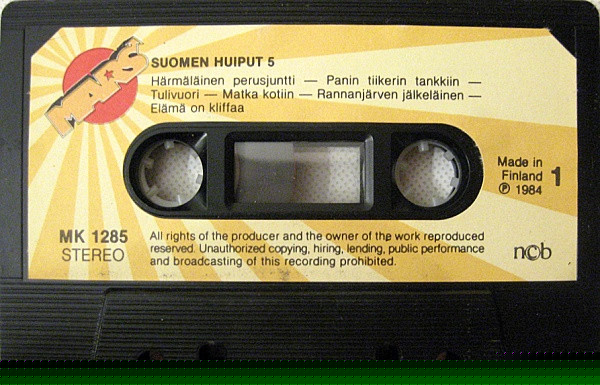 MARS
SUOMEN HUIPUT 5
Härmäläinen perusjuntti — Panin tiikerin tankkiin —
Tulivuori — Matka kotiin — Rannanjärven jälkeläinen —
Elämä on kliffaa
Made in
Finland
℗ 1984
1
MK 1285
STEREO
All rights of the producer and the owner of the work reproduced
reserved. Unauthorized copying, hiring, lending, public performance
and broadcasting of this recording prohibited.
ncb